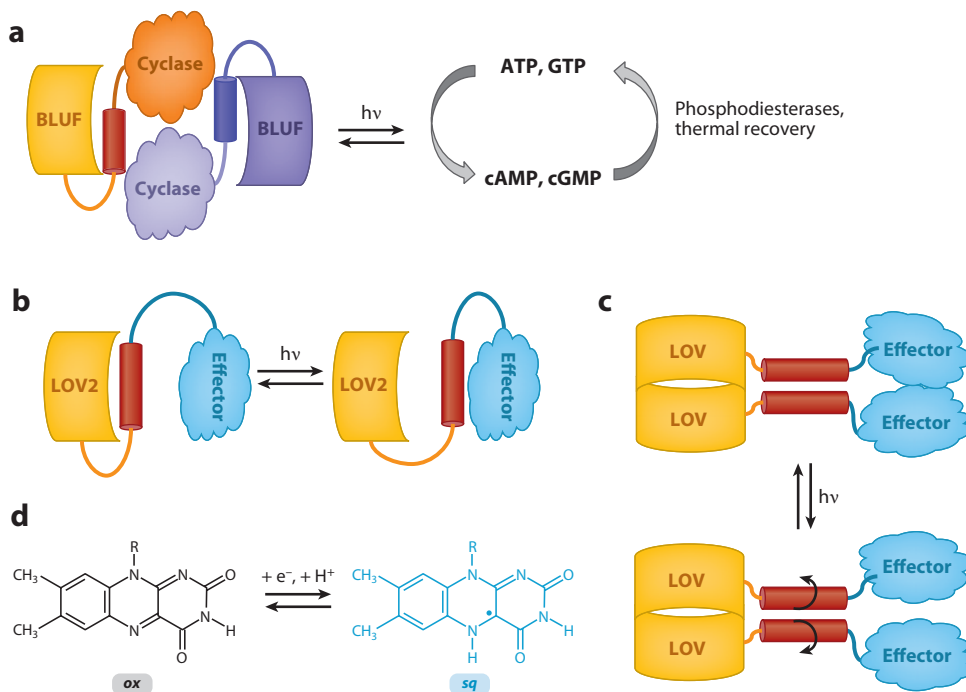 a
BLUF
Cyclase
Cyclase
BLUF
hν
ATP, GTP
cAMP, cGMP
Phosphodiesterases,
thermal recovery
b
LOV2
Effector
hν
LOV2
Effector
c
LOV
LOV
Effector
Effector
hν
LOV
LOV
Effector
Effector
d
R
CH₃
CH₃
N
N
O
N
H
N
O
ox
+ e⁻, + H⁺
R
CH₃
CH₃
N
N
O
N
H
N
H
O
sq